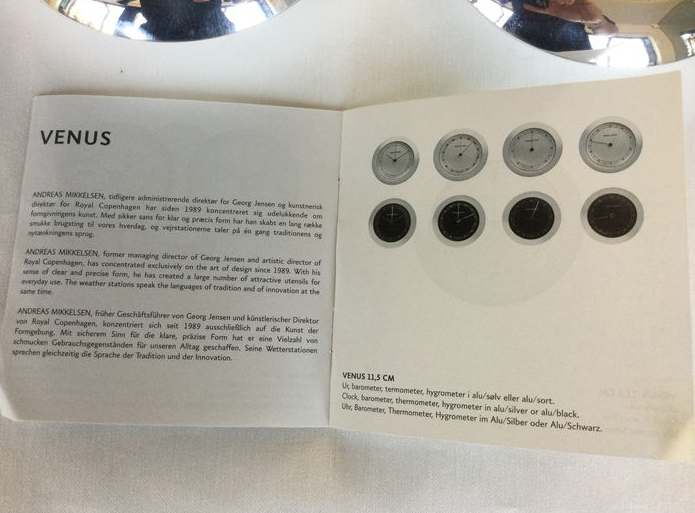 VENUS
ANDREAS MIKKELSEN, tidligere administrerende direktør for Georg Jensen og kunstnerisk
direktør for Royal Copenhagen har siden 1989 koncentreret sig udelukkende om
formgivningens kunst. Med sikker sans for klar og præcis form har han skabt en lang række
smukke brugsting til vores hverdag, og vejrstationerne taler på én gang traditionens og
nytænkningens sprog.
ANDREAS MIKKELSEN, former managing director of Georg Jensen and artistic director of
Royal Copenhagen, has concentrated exclusively on the art of design since 1989. With his
sense of clear and precise form, he has created a large number of attractive utensils for
everyday use. The weather stations speak the languages of tradition and of innovation at the
same time.
ANDREAS MIKKELSEN, früher Geschäftsführer von Georg Jensen und künstlerischer Direktor
von Royal Copenhagen, konzentriert sich seit 1989 ausschließlich auf die Kunst der
Formgebung. Mit sicherem Sinn für die klare, präzise Form hat er eine Vielzahl von
schmucken Gebrauchsgegenständen für unseren Alltag geschaffen. Seine Wetterstationen
sprechen gleichzeitig die Sprache der Tradition und der Innovation.
VENUS 11,5 CM
Ur, barometer, termometer, hygrometer i alu/sølv eller alu/sort.
Clock, barometer, thermometer, hygrometer in alu/silver or alu/black.
Uhr, Barometer, Thermometer, Hygrometer im Alu/Silber oder Alu/Schwarz.